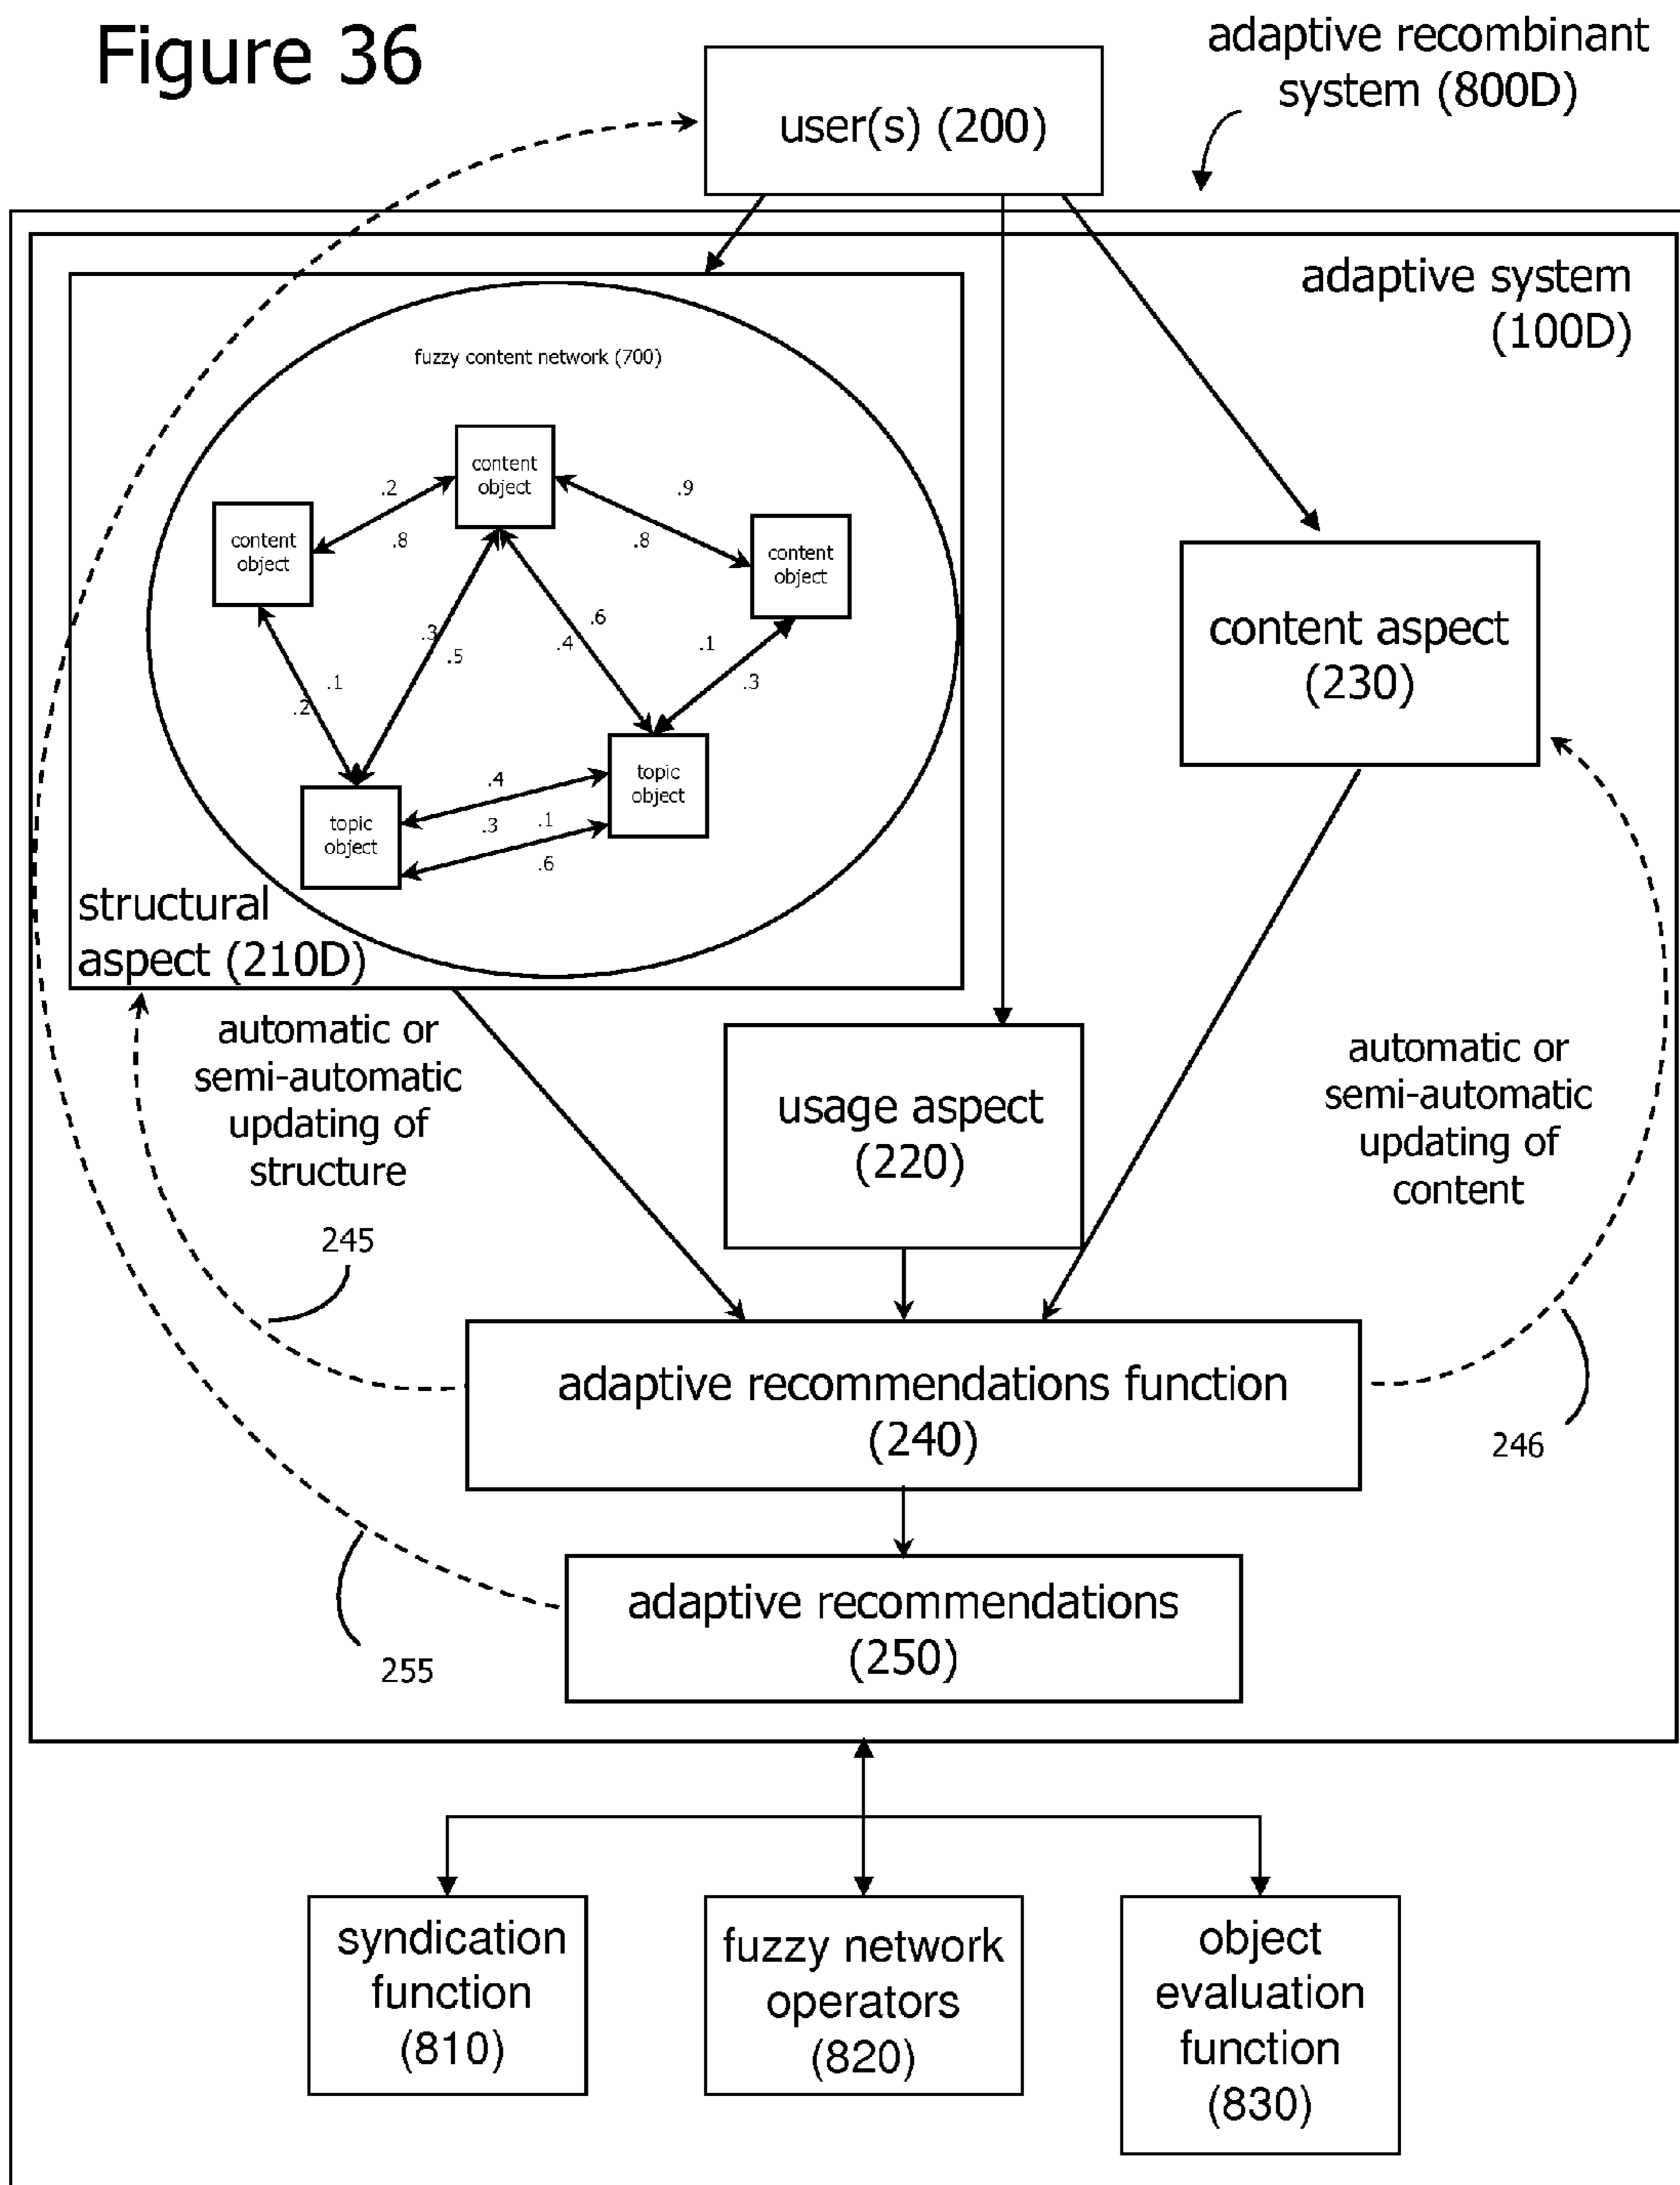 Figure 36
adaptive recombinant
system (800D)
user(s) (200)
adaptive system
(100D)
fuzzy content network (700)
content
object
.2
.9
content
object
.8
.8
content
object
.6
.3
.4
.1
.5
.1
.3
.2
content aspect
(230)
topic
object
.4
topic
object
.3
.1
.6
structural
aspect (210D)
automatic or
semi-automatic
updating of
structure
245
usage aspect
(220)
automatic or
semi-automatic
updating of
content
246
adaptive recommendations function
(240)
adaptive recommendations
(250)
255
syndication
function
(810)
fuzzy network
operators
(820)
object
evaluation
function
(830)